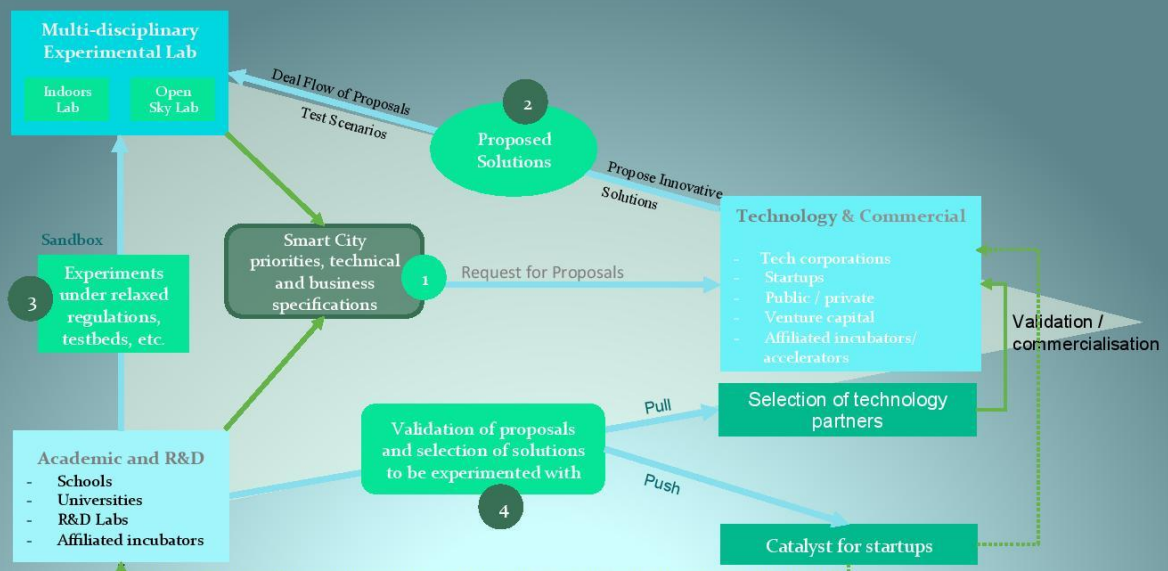 Multi-disciplinary
Experimental Lab
Indoors
Lab
Open
Sky Lab
Deal Flow of Proposals
Test Scenarios
2
Proposed
Solutions
Propose Innovative
Solutions
Technology & Commercial
- Tech corporations
- Startups
- Public / private
- Venture capital
- Affiliated incubators/
accelerators
Smart City
priorities, technical
and business
specifications
1
Request for Proposals
Sandbox
3
Experiments
under relaxed
regulations,
testbeds, etc.
Validation /
commercialisation
Selection of technology
partners
Pull
Push
Validation of proposals
and selection of solutions
to be experimented with
4
Academic and R&D
- Schools
- Universities
- R&D Labs
- Affiliated incubators
Catalyst for startups